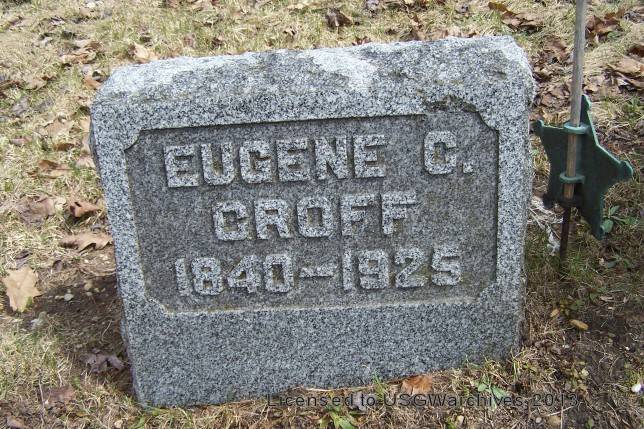 EUGENE C.
CROFF
1840-1925
Licensed to USGWarchives, 2013